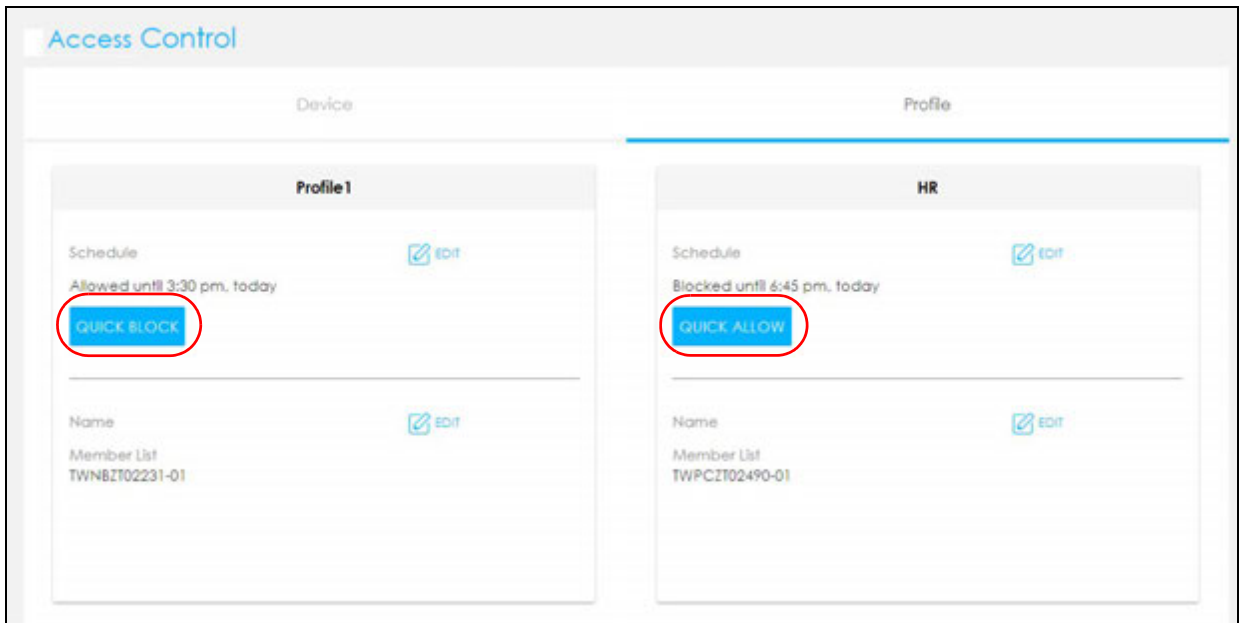 Access Control
Device
Profile
Profile1
Schedule
EDIT
Allowed until 3:30 pm, today
QUICK BLOCK
Name
EDIT
Member List
TWNBZT02231-01
HR
Schedule
EDIT
Blocked until 6:45 pm, today
QUICK ALLOW
Name
EDIT
Member List
TWPCZT02490-01